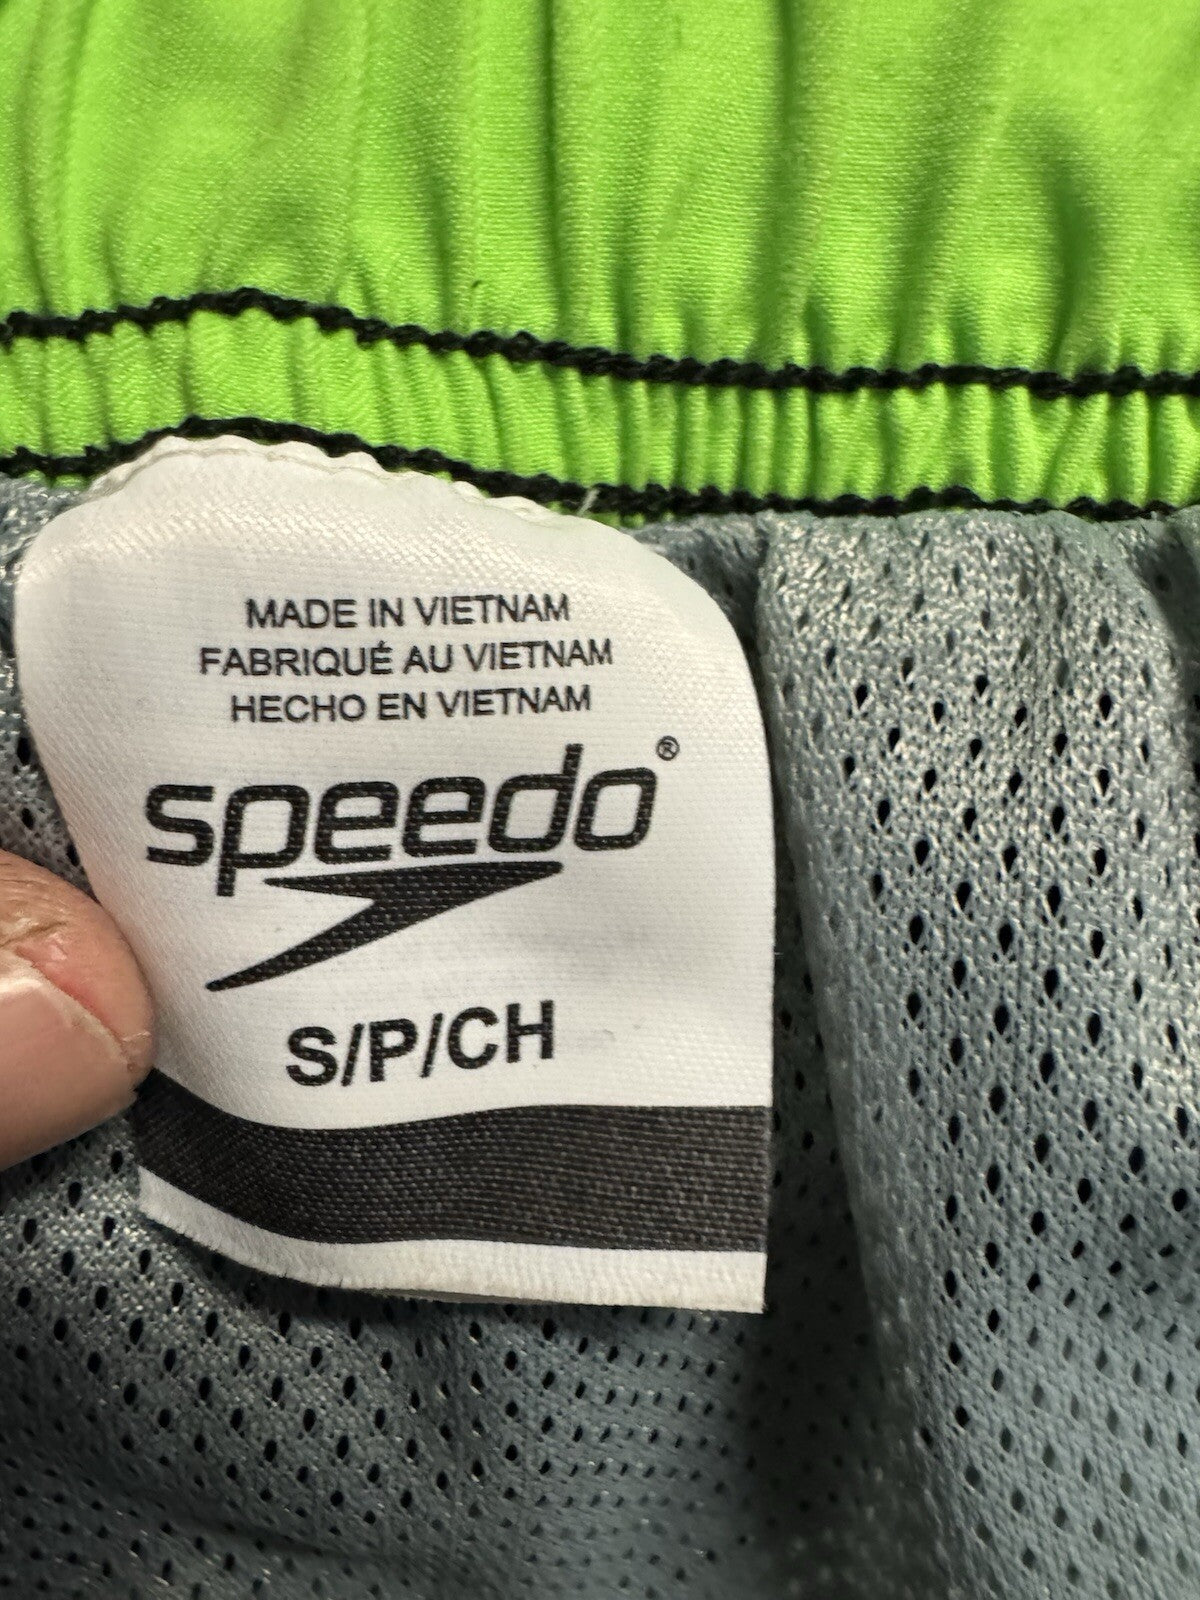 MADE IN VIETNAM
FABRIQUÉ AU VIETNAM
HECHO EN VIETNAM
speedo®
S/P/CH